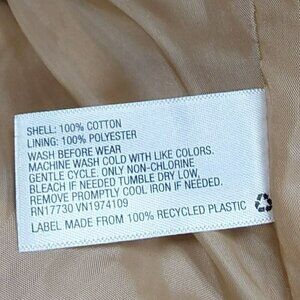 SHELL: 100% COTTON
LINING: 100% POLYESTER
WASH BEFORE WEAR
MACHINE WASH COLD WITH LIKE COLORS.
GENTLE CYCLE. ONLY NON-CHLORINE
BLEACH IF NEEDED TUMBLE DRY LOW,
REMOVE PROMPTLY COOL IRON IF NEEDED.
RN17730 VN1974109
LABEL MADE FROM 100% RECYCLED PLASTIC